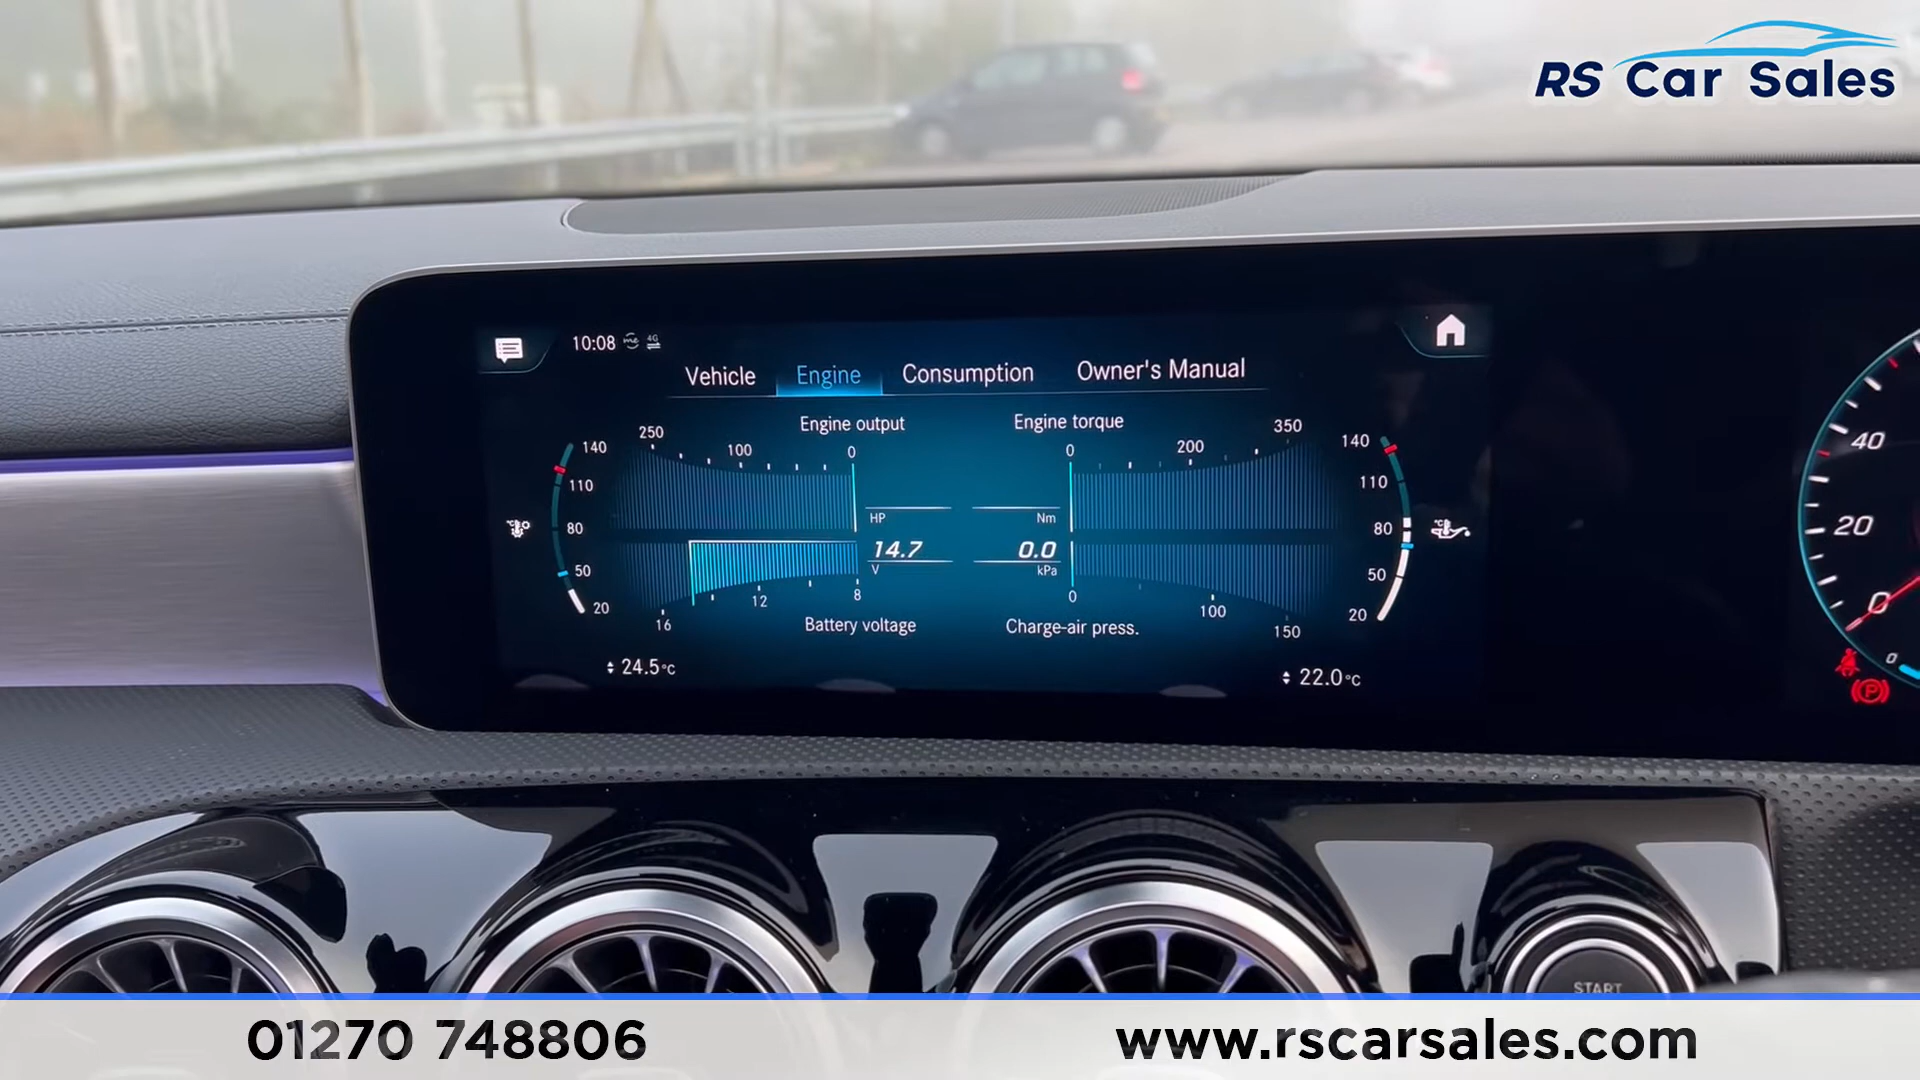 RS Car Sales
10:08 me 4G
Vehicle Engine Consumption Owner's Manual
Engine output Engine torque
250 100 0 0 200 350
140 140
110 110
80 80
50 50
20 20
HP Nm
14.7 0.0
V kPa
16 12 8 0 100 150
Battery voltage Charge-air press.
24.5°C 22.0°C
40
20
0
0
P
START
01270 748806 www.rscarsales.com